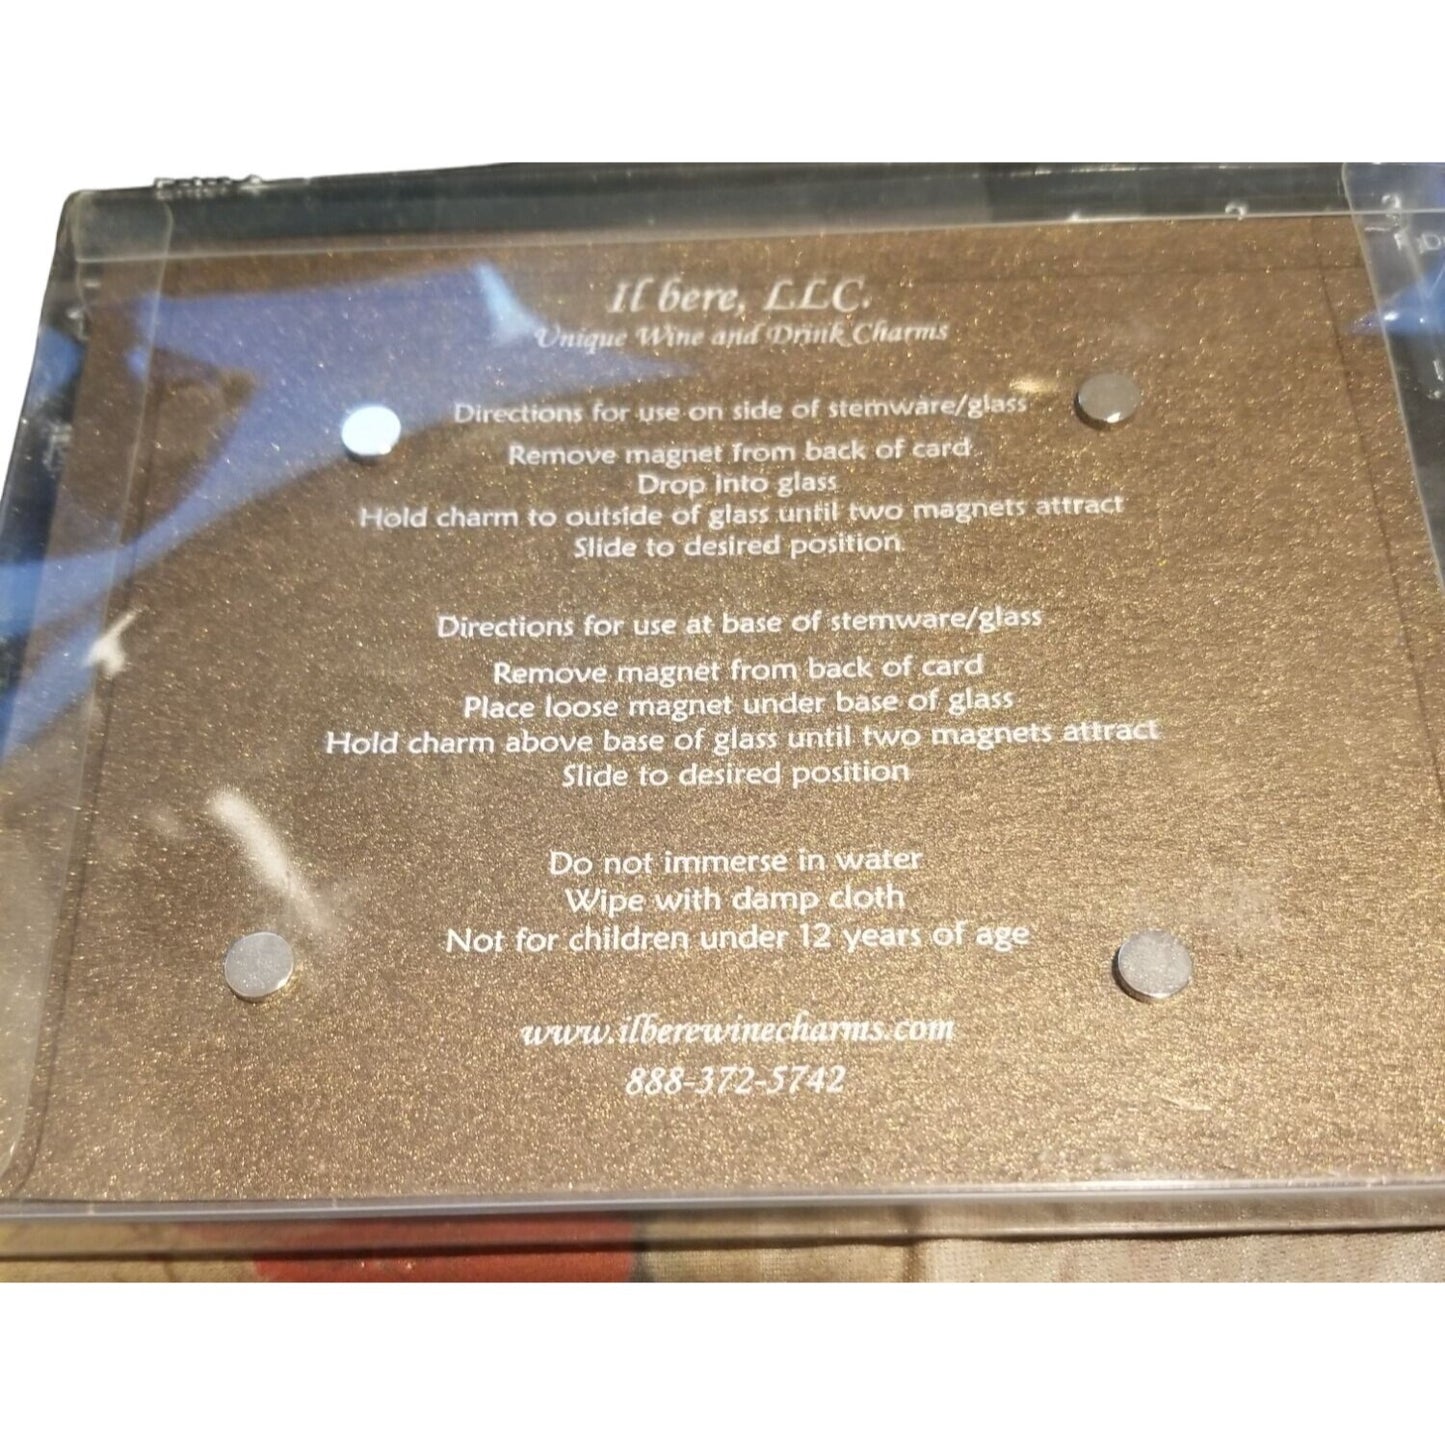 Il bere, LLC.
Unique Wine and Drink Charms
Directions for use on side of stemware/glass
Remove magnet from back of card
Drop into glass
Hold charm to outside of glass until two magnets attract
Slide to desired position
Directions for use at base of stemware/glass
Remove magnet from back of card
Place loose magnet under base of glass
Hold charm above base of glass until two magnets attract
Slide to desired position
Do not immerse in water
Wipe with damp cloth
Not for children under 12 years of age
www.ilberewinecharms.com
888-372-5742